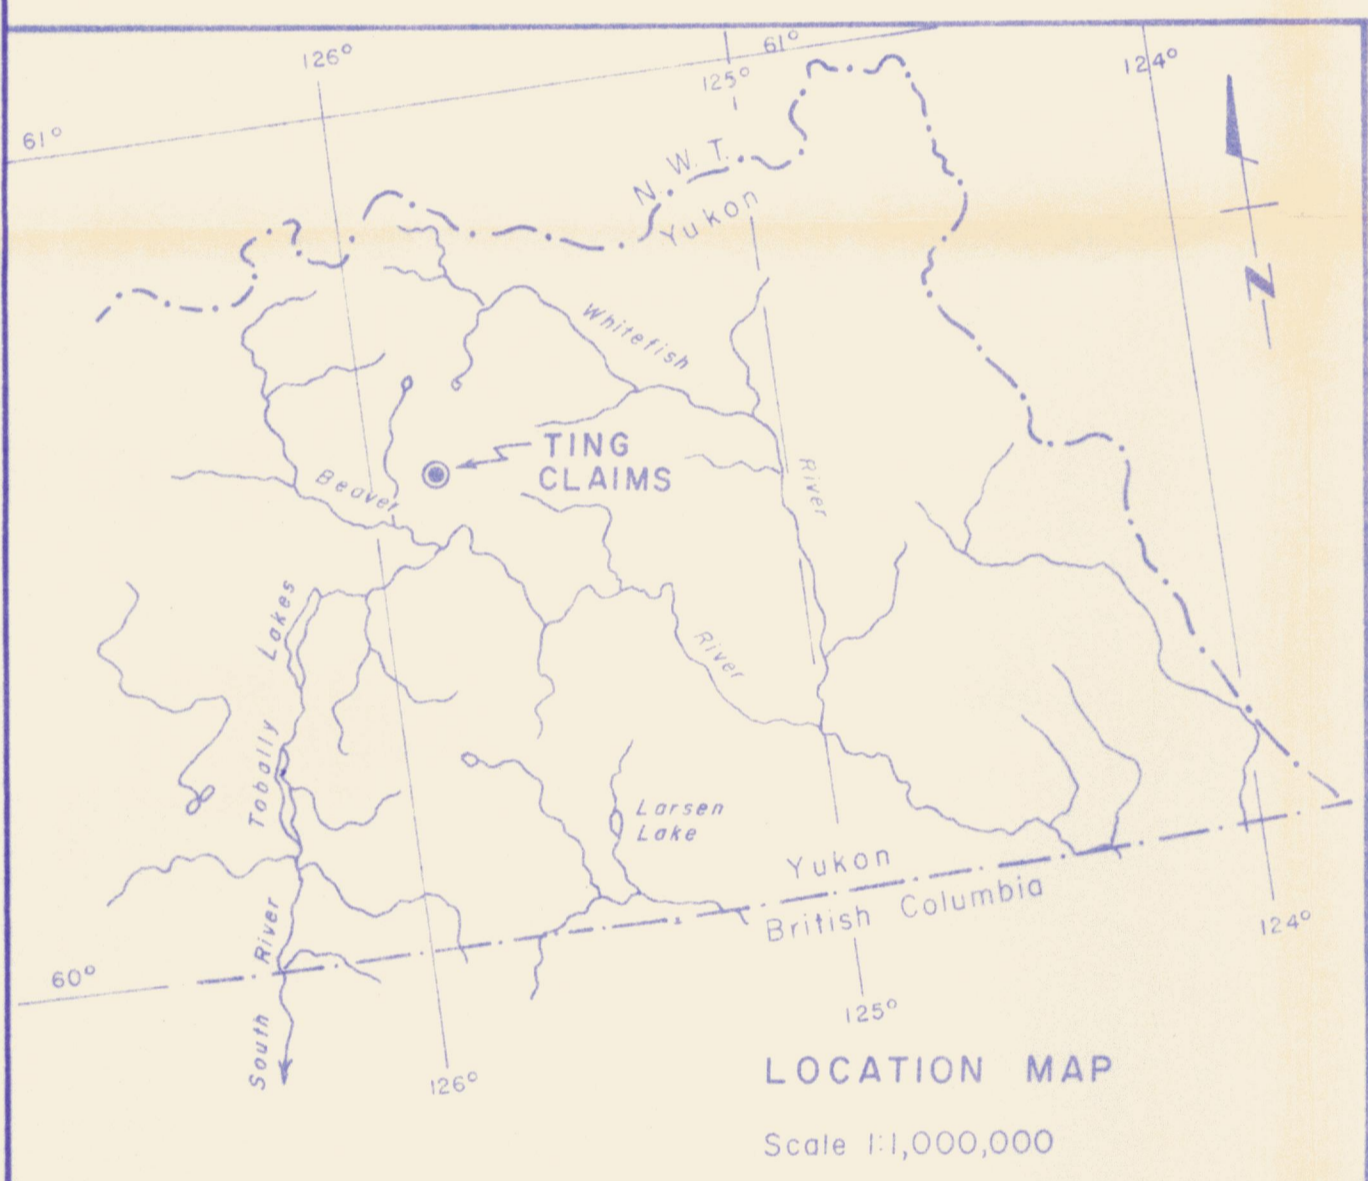 126°
61°
125°
124°
61°
N. W. T.
Yukon
Whitefish
TING
CLAIMS
Beaver
River
N
Lakes
River
Tobally
Larsen
Lake
Yukon
British Columbia
River
60°
124°
125°
South
126°
LOCATION MAP
Scale 1:1,000,000